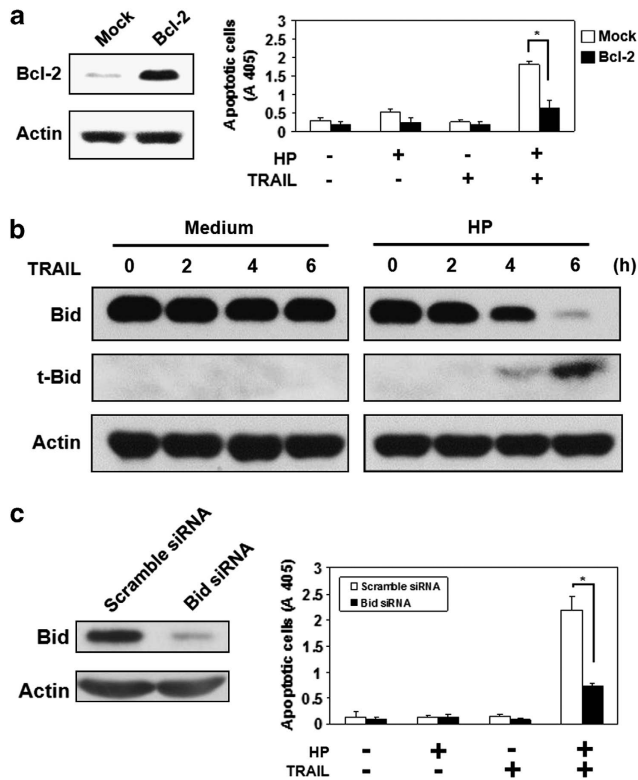 a
Mock Bcl-2
Bcl-2
Actin
Apoptotic cells
(A 405)
3
2.5
2
1.5
1
0.5
0
*
Mock
Bcl-2
HP - + - +
TRAIL - - + +
b
Medium HP
TRAIL 0 2 4 6 0 2 4 6 (h)
Bid
t-Bid
Actin
c
Scramble siRNA Bid siRNA
Bid
Actin
Apoptotic cells (A 405)
3
2.5
2
1.5
1
0.5
0
Scramble siRNA
Bid siRNA
*
HP - + - +
TRAIL - - + +